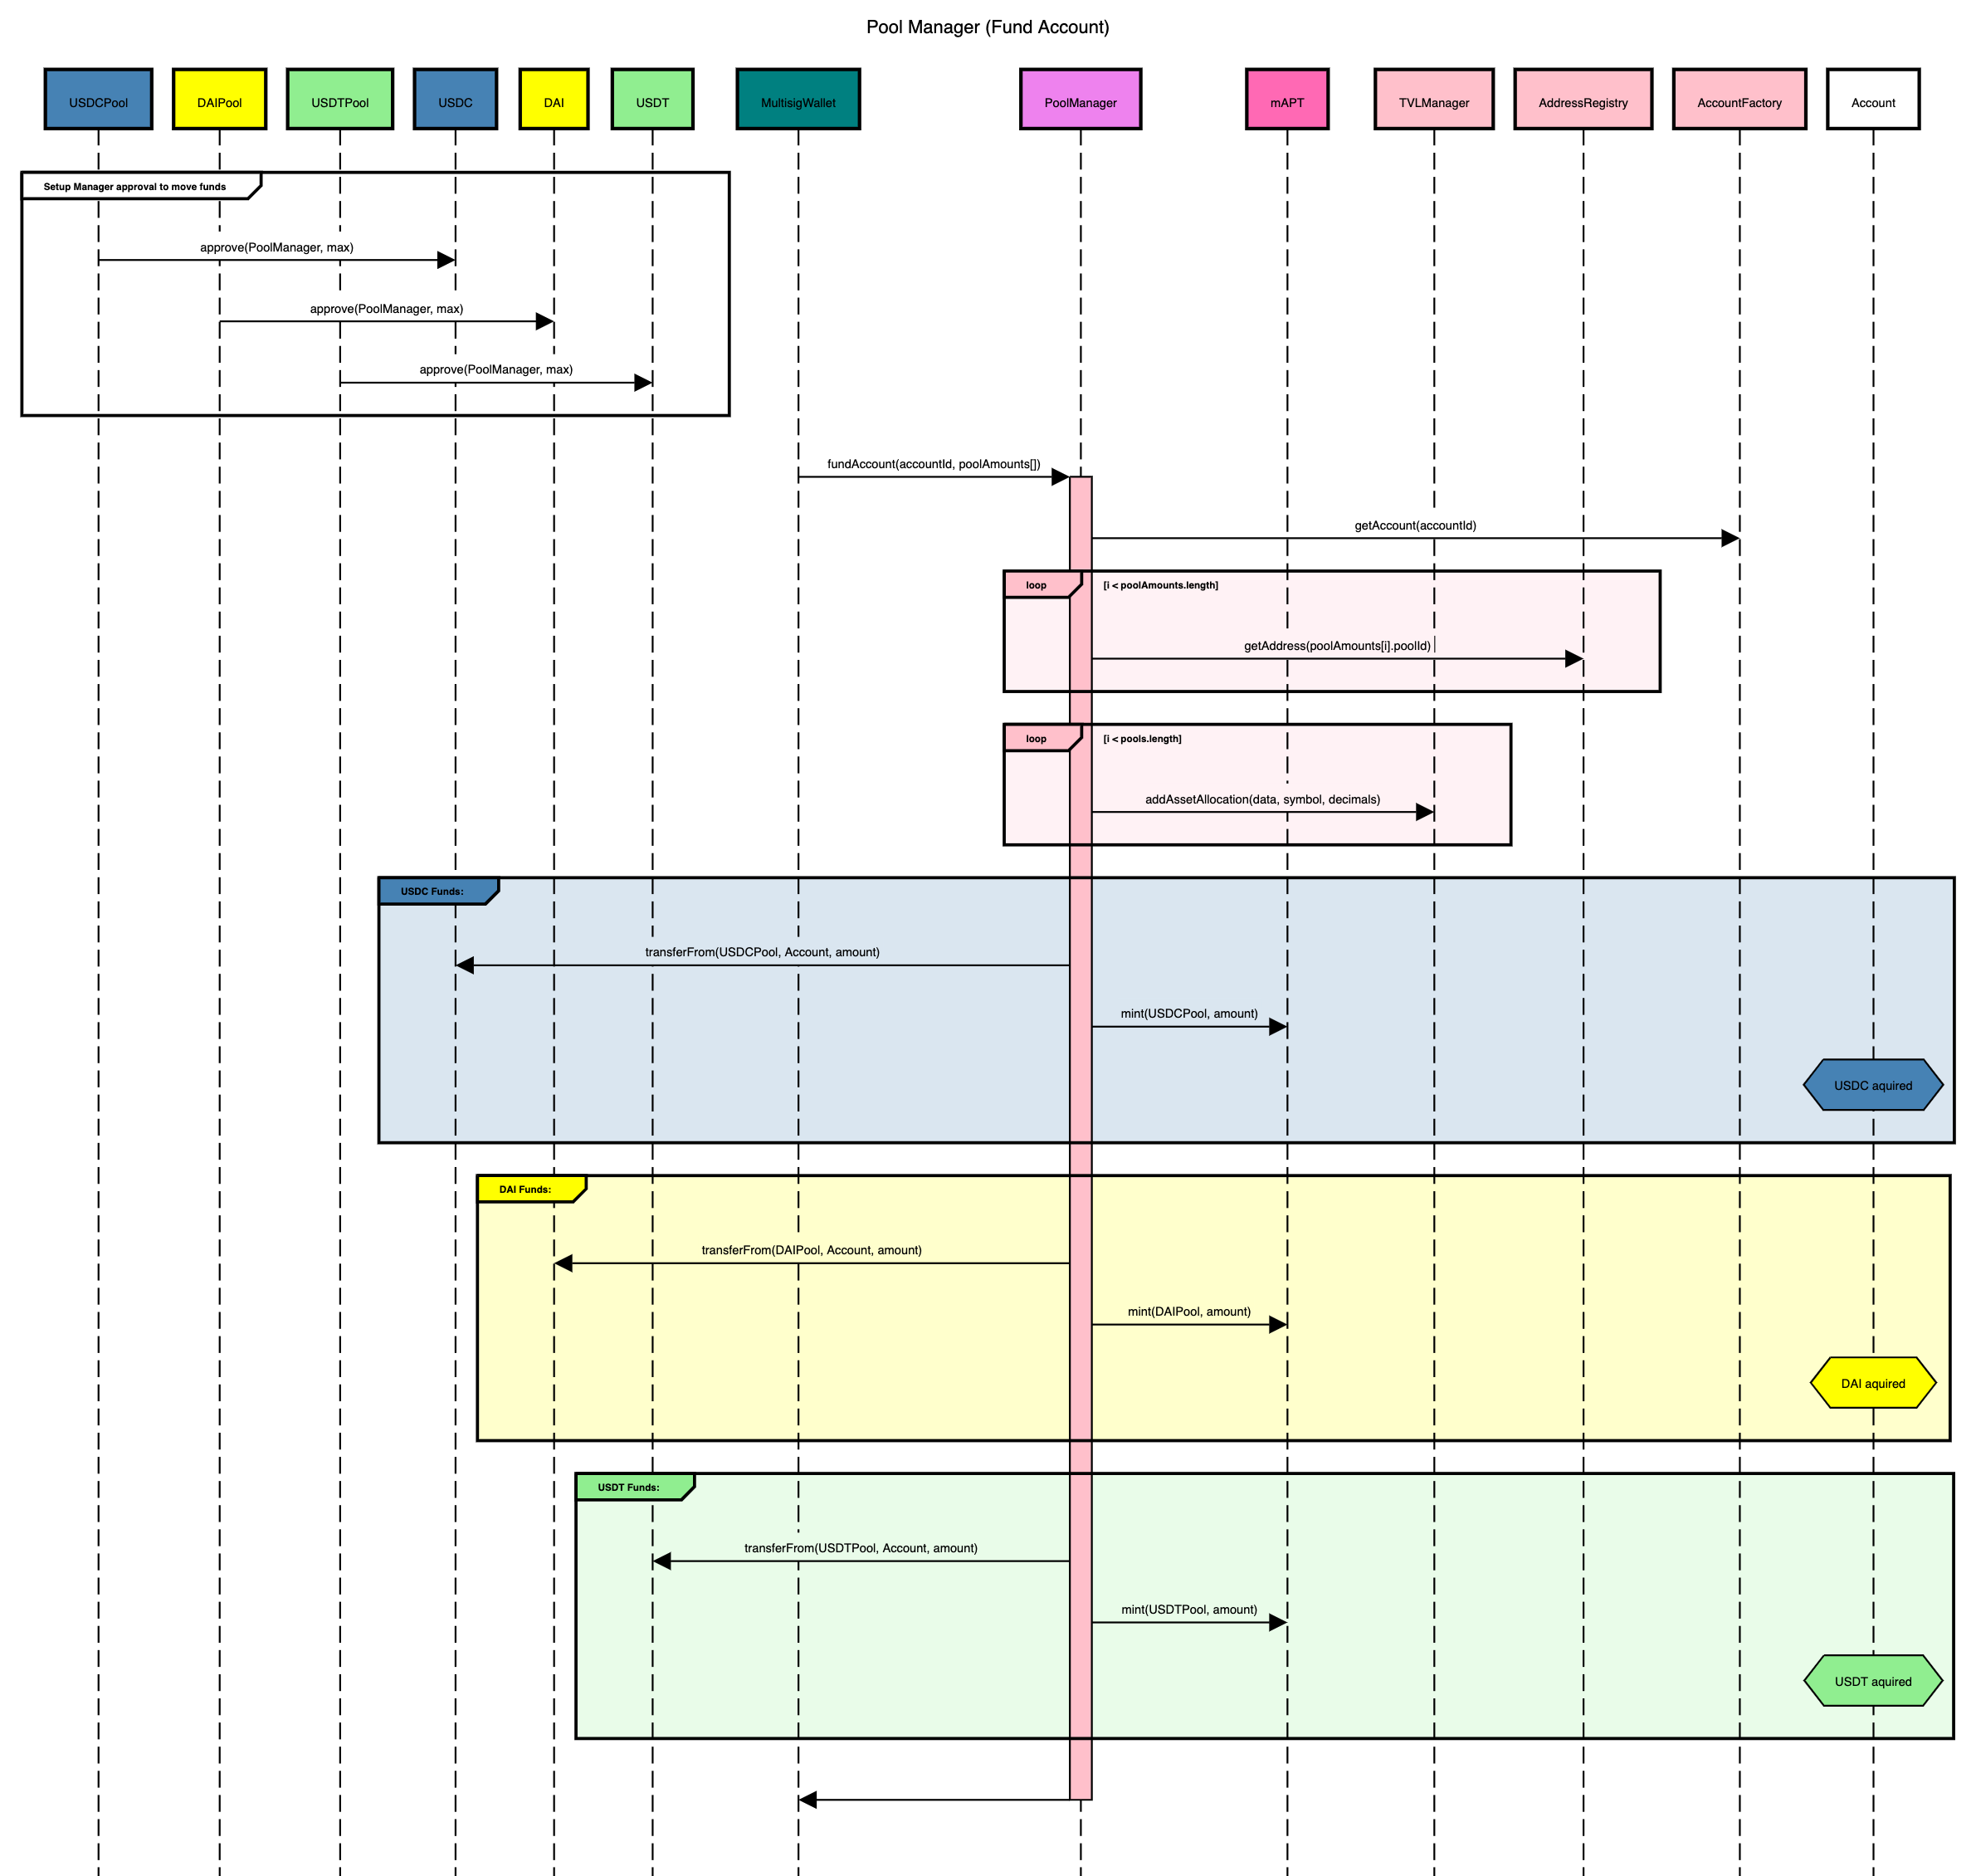 Pool Manager (Fund Account)
USDCPool
DAIPool
USDTPool
USDC
DAI
USDT
MultisigWallet
PoolManager
mAPT
TVLManager
AddressRegistry
AccountFactory
Account
Setup Manager approval to move funds
approve(PoolManager, max)
approve(PoolManager, max)
approve(PoolManager, max)
fundAccount(accountId, poolAmounts[])
getAccount(accountId)
loop
[i < poolAmounts.length]
getAddress(poolAmounts[i].poolId)
loop
[i < pools.length]
addAssetAllocation(data, symbol, decimals)
USDC Funds:
transferFrom(USDCPool, Account, amount)
mint(USDCPool, amount)
USDC aquired
DAI Funds:
transferFrom(DAIPool, Account, amount)
mint(DAIPool, amount)
DAI aquired
USDT Funds:
transferFrom(USDTPool, Account, amount)
mint(USDTPool, amount)
USDT aquired